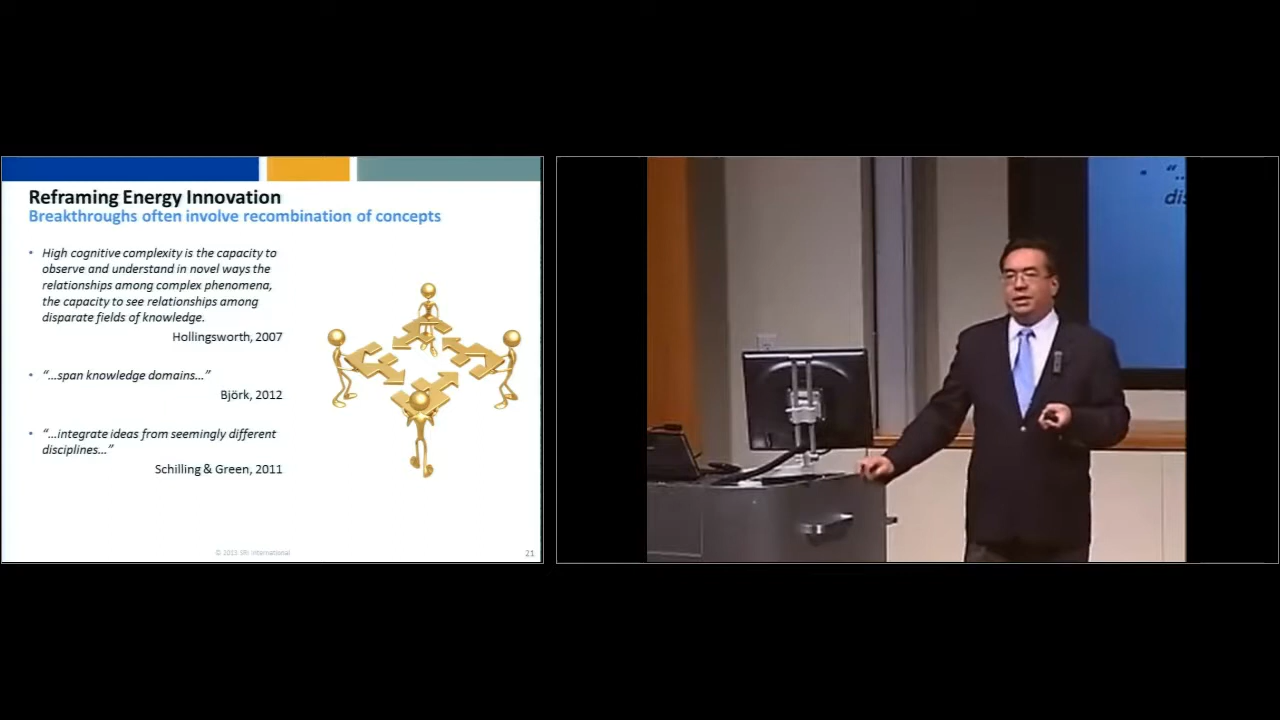 Reframing Energy Innovation
Breakthroughs often involve recombination of concepts
• High cognitive complexity is the capacity to
observe and understand in novel ways the
relationships among complex phenomena,
the capacity to see relationships among
disparate fields of knowledge.
Hollingsworth, 2007
• “…span knowledge domains…”
Björk, 2012
• “…integrate ideas from seemingly different
disciplines…”
Schilling & Green, 2011
© 2013 SRI International
21
• “…
dis